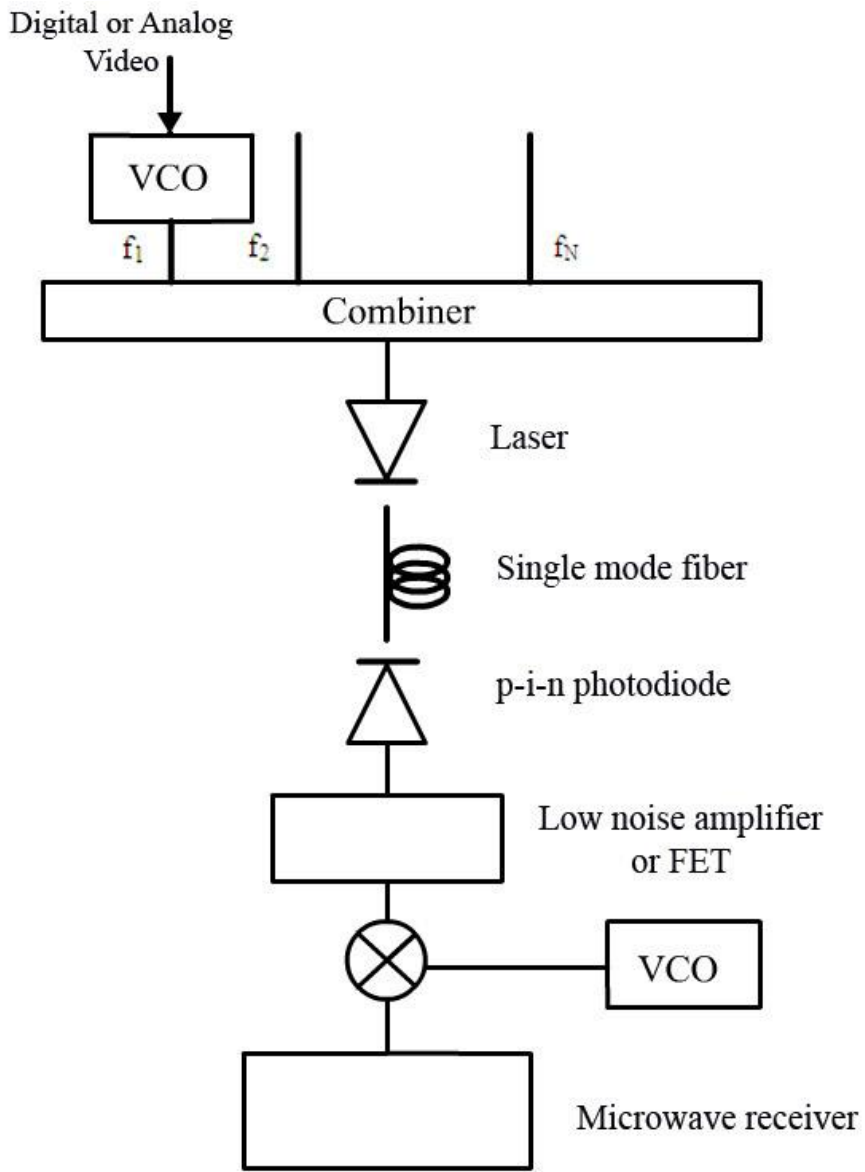 Digital or Analog
Video
VCO
f₁
f₂
f_N
Combiner
Laser
Single mode fiber
p-i-n photodiode
Low noise amplifier
or FET
VCO
Microwave receiver